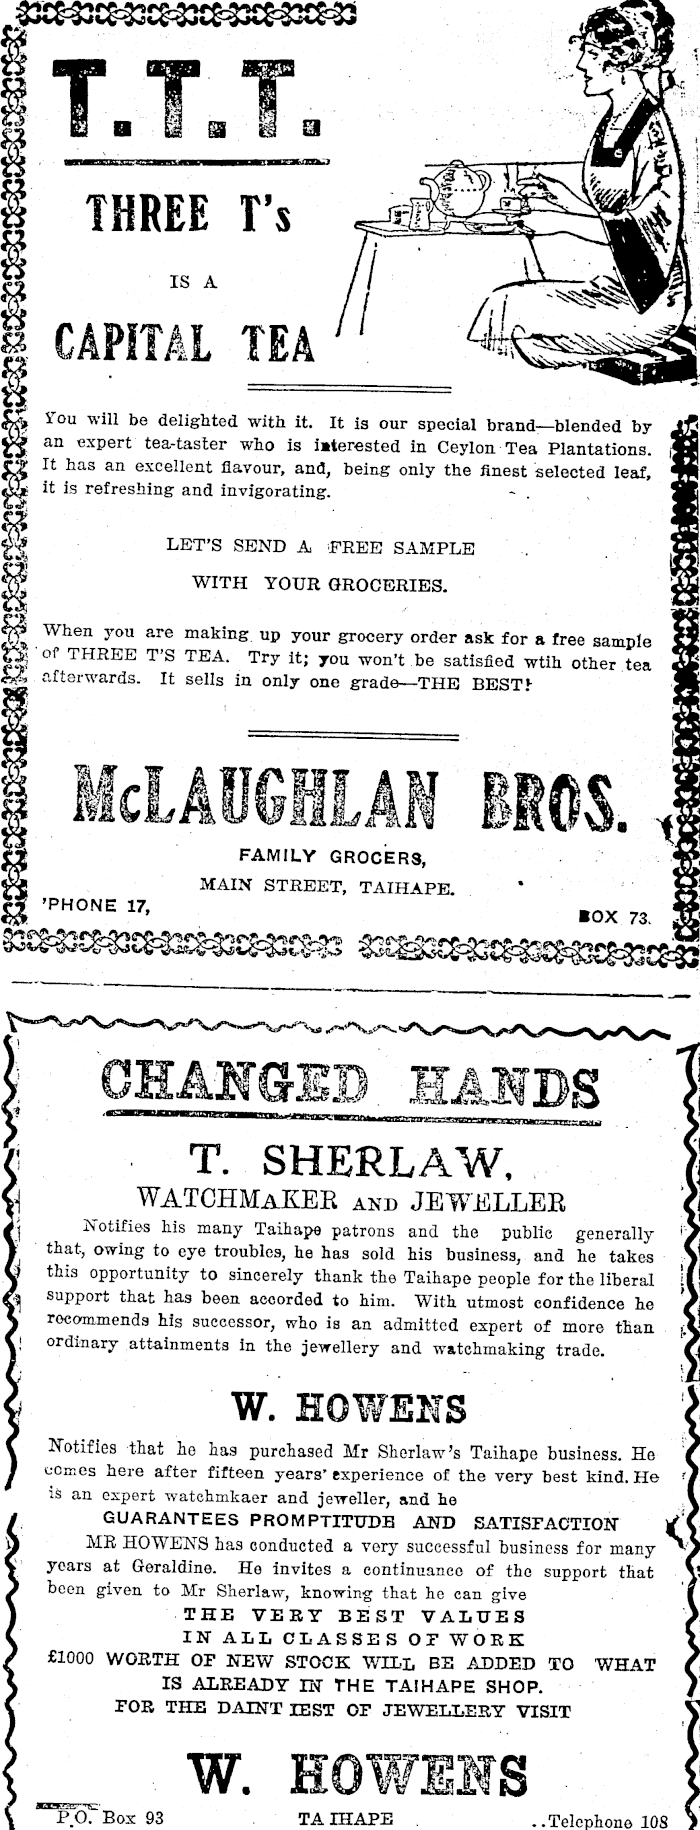 T.T.T.
THREE T's
IS A
CAPITAL TEA
You will be delighted with it. It is our special brand—blended by
an expert tea-taster who is interested in Ceylon Tea Plantations.
It has an excellent flavour, and, being only the finest selected leaf,
it is refreshing and invigorating.
LET'S SEND A FREE SAMPLE
WITH YOUR GROCERIES.
When you are making up your grocery order ask for a free sample
of THREE T'S TEA. Try it; you won't be satisfied wtih other tea
afterwards. It sells in only one grade—THE BEST!
McLAUGHLAN BROS.
FAMILY GROCERS,
MAIN STREET, TAIHAPE.
'PHONE 17,
BOX 73.
CHANGED HANDS
T. SHERLAW,
WATCHMAKER AND JEWELLER
Notifies his many Taihape patrons and the public generally
that, owing to eye troubles, he has sold his business, and he takes
this opportunity to sincerely thank the Taihape people for the liberal
support that has been accorded to him. With utmost confidence he
recommends his successor, who is an admitted expert of more than
ordinary attainments in the jewellery and watchmaking trade.
W. HOWENS
Notifies that he has purchased Mr Sherlaw's Taihape business. He
comes here after fifteen years' experience of the very best kind. He
is an expert watchmkaer and jeweller, and he
GUARANTEES PROMPTITUDE AND SATISFACTION
MR HOWENS has conducted a very successful business for many
years at Geraldine. He invites a continuance of the support that
been given to Mr Sherlaw, knowing that he can give
THE VERY BEST VALUES
IN ALL CLASSES OF WORK
£1000 WORTH OF NEW STOCK WILL BE ADDED TO WHAT
IS ALREADY IN THE TAIHAPE SHOP.
FOR THE DAINT IEST OF JEWELLERY VISIT
W. HOWENS
P.O. Box 93 TA IHAPE ..Telephone 108